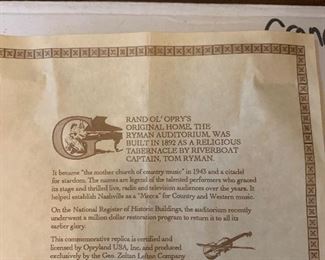 Gan
GRAND OL' OPRY'S
ORIGINAL HOME, THE
RYMAN AUDITORIUM, WAS
BUILT IN 1892 AS A RELIGIOUS
TABERNACLE BY RIVERBOAT
CAPTAIN, TOM RYMAN.
It became "the mother church of country music" in 1943 and a citadel
for stardom. The names are legend of the talented performers who graced
its stage and thrilled live, radio and television audiences over the years. It
helped establish Nashville as a "Mecca" for Country and Western music.
On the National Register of Historic Buildings, the auditorium recently
underwent a million dollar restoration program to return it to all its
earlier glory.
This commemorative replica is certified and
licensed by Opryland USA, Inc. and produced
exclusively by the Geo. Zoltan Lefton Company